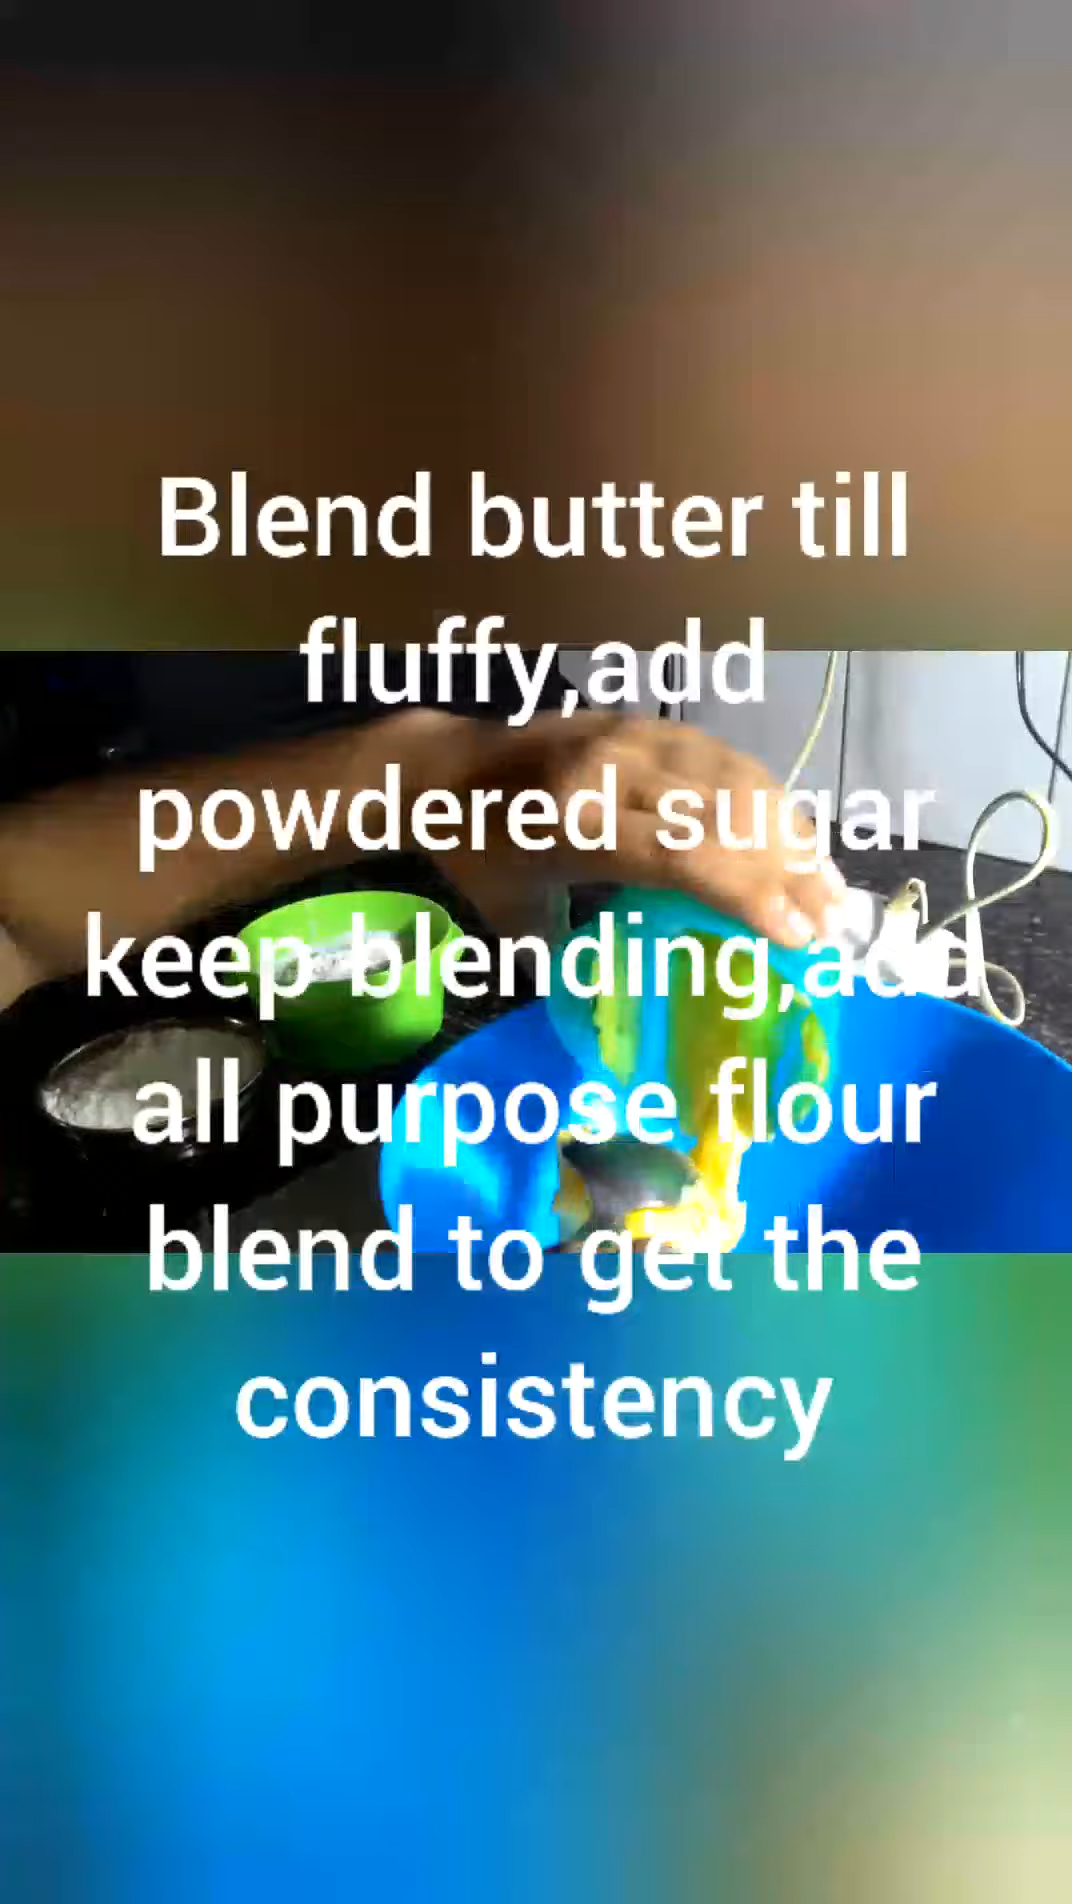 Blend butter till
fluffy,add
powdered sugar
keep blending,add
all purpose flour
blend to get the
consistency